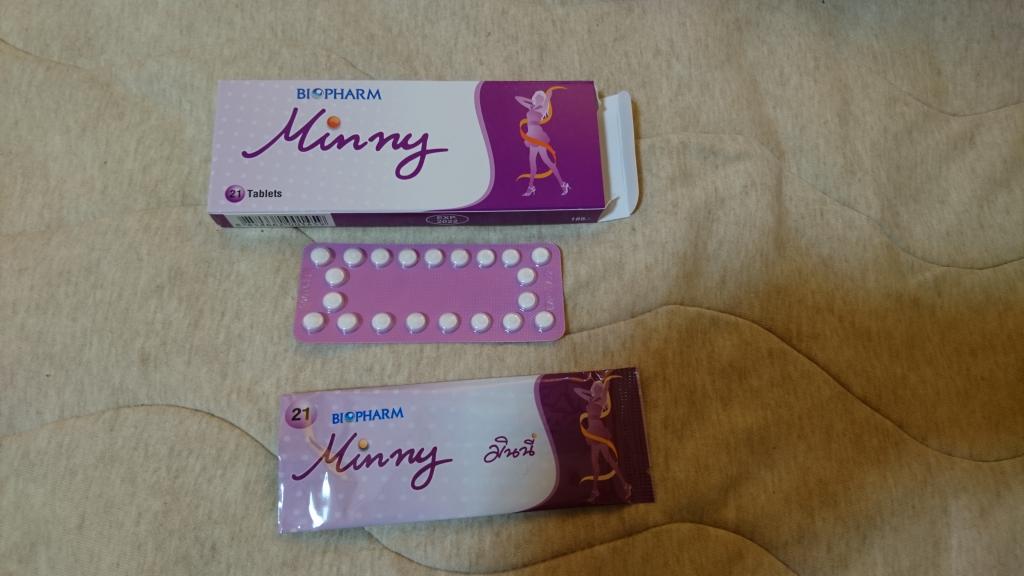 BIOPHARM
Minny
21 Tablets
EXP.
2022
21
BIOPHARM
Minny
มินนี่